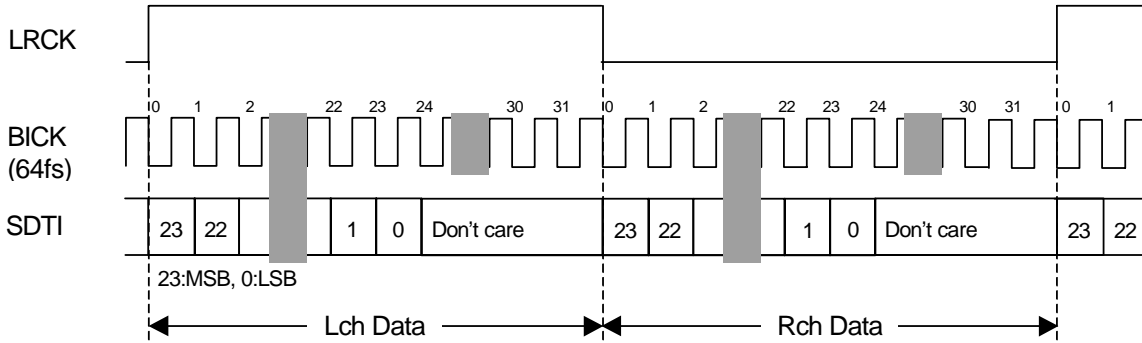 LRCK
0 1 2 22 23 24 30 31 0 1 2 22 23 24 30 31 0 1
BICK
(64fs)
SDTI 23 22 1 0 Don't care 23 22 1 0 Don't care 23 22
23:MSB, 0:LSB
Lch Data Rch Data